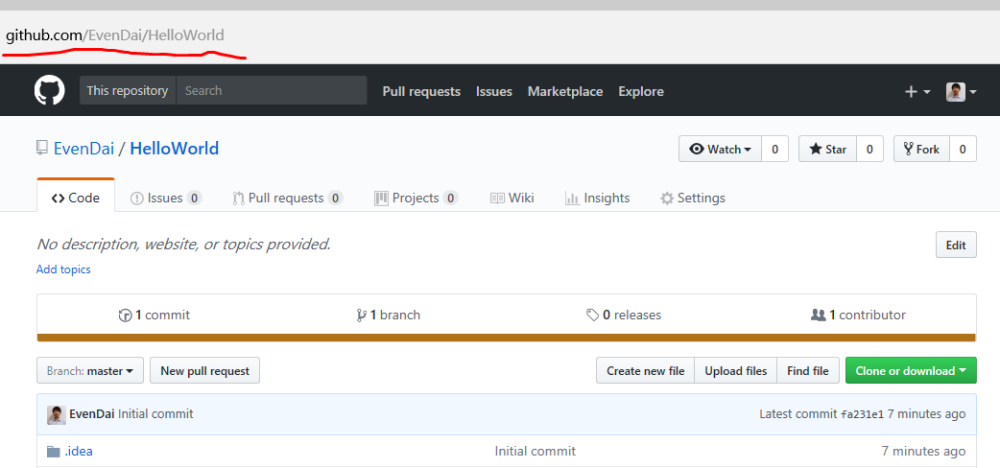 github.com/EvenDai/HelloWorld
This repository Search Pull requests Issues Marketplace Explore
EvenDai / HelloWorld Watch 0 Star 0 Fork 0
Code Issues 0 Pull requests 0 Projects 0 Wiki Insights Settings
No description, website, or topics provided. Edit
Add topics
1 commit 1 branch 0 releases 1 contributor
Branch: master New pull request Create new file Upload files Find file Clone or download
EvenDai Initial commit Latest commit fa231e1 7 minutes ago
.idea Initial commit 7 minutes ago